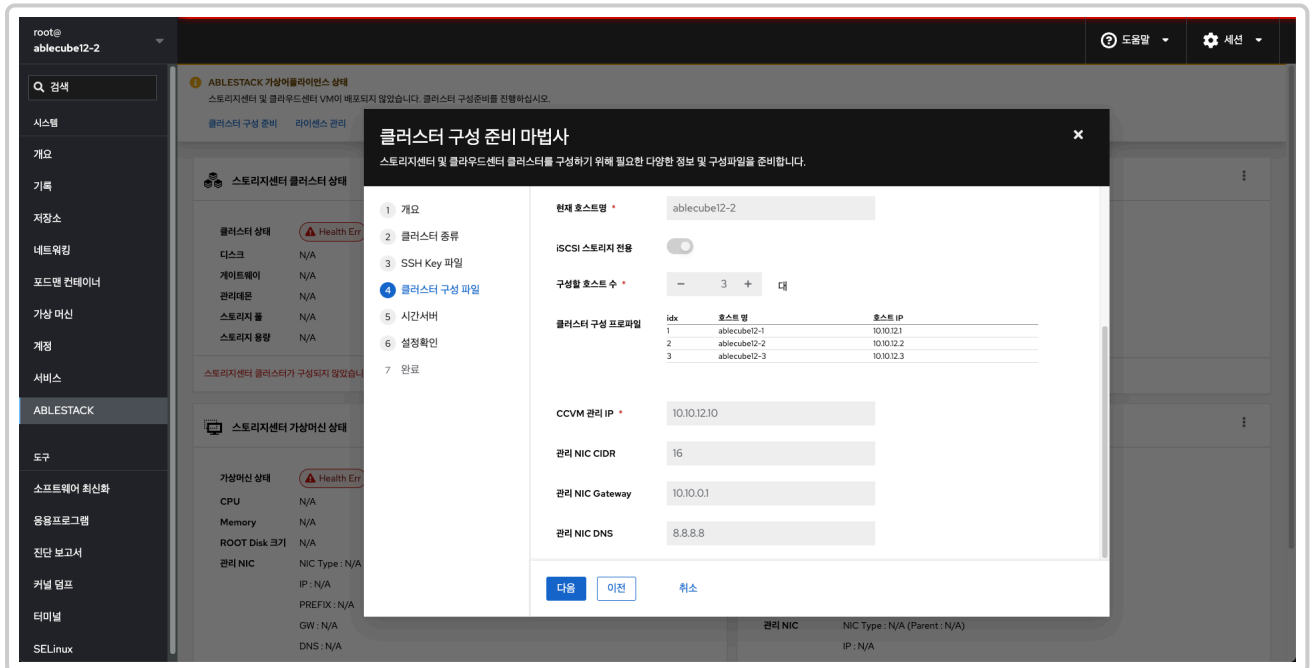 root@
ablecube12-2
도움말
세션
검색
시스템
개요
기록
저장소
네트워킹
포드맨 컨테이너
가상 머신
계정
서비스
ABLESTACK
도구
소프트웨어 최신화
응용프로그램
진단 보고서
커널 덤프
터미널
SELinux
ABLESTACK 가상어플라이언스 상태
스토리지센터 및 클라우드센터 VM이 배포되지 않았습니다. 클러스터 구성준비를 진행하십시오.
클러스터 구성 준비 라이센스 관리
스토리지센터 클러스터 상태
클러스터 상태 Health Err
디스크 N/A
게이트웨이 N/A
관리데몬 N/A
스토리지 풀 N/A
스토리지 용량 N/A
스토리지센터 클러스터가 구성되지 않았습니
스토리지센터 가상머신 상태
가상머신 상태 Health Err
CPU N/A
Memory N/A
ROOT Disk 크기 N/A
관리 NIC NIC Type : N/A
IP : N/A
PREFIX : N/A
GW : N/A
DNS : N/A
클러스터 구성 준비 마법사
스토리지센터 및 클라우드센터 클러스터를 구성하기 위해 필요한 다양한 정보 및 구성파일을 준비합니다.
1 개요
2 클러스터 종류
3 SSH Key 파일
4 클러스터 구성 파일
5 시간서버
6 설정확인
7 완료
현재 호스트명 * ablecube12-2
iSCSI 스토리지 전용
구성할 호스트 수 * − 3 + 대
클러스터 구성 프로파일
idx 호스트 명 호스트 IP
1 ablecube12-1 10.10.12.1
2 ablecube12-2 10.10.12.2
3 ablecube12-3 10.10.12.3
CCVM 관리 IP * 10.10.12.10
관리 NIC CIDR 16
관리 NIC Gateway 10.10.0.1
관리 NIC DNS 8.8.8.8
다음 이전 취소
관리 NIC NIC Type : N/A (Parent : N/A)
IP : N/A